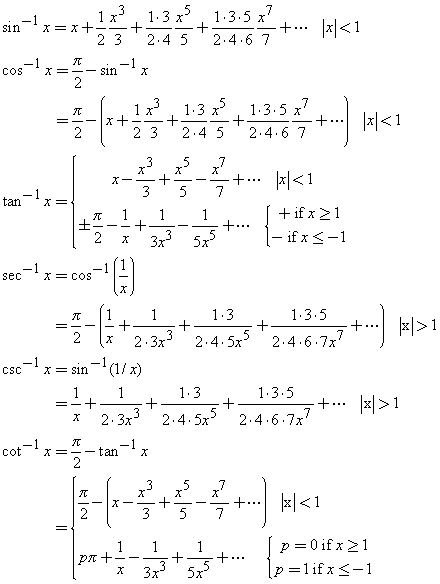 sin⁻¹ x = x + 1/2 x³/3 + 1·3/2·4 x⁵/5 + 1·3·5/2·4·6 x⁷/7 + ··· |x| < 1
cos⁻¹ x = π/2 − sin⁻¹ x
= π/2 − (x + 1/2 x³/3 + 1·3/2·4 x⁵/5 + 1·3·5/2·4·6 x⁷/7 + ···) |x| < 1
tan⁻¹ x = { x − x³/3 + x⁵/5 − x⁷/7 + ··· |x| < 1
± π/2 − 1/x + 1/3x³ − 1/5x⁵ + ··· { + if x ≥ 1
− if x ≤ −1
sec⁻¹ x = cos⁻¹ (1/x)
= π/2 − (1/x + 1/2·3x³ + 1·3/2·4·5x⁵ + 1·3·5/2·4·6·7x⁷ + ···) |x| > 1
csc⁻¹ x = sin⁻¹ (1/x)
= 1/x + 1/2·3x³ + 1·3/2·4·5x⁵ + 1·3·5/2·4·6·7x⁷ + ··· |x| > 1
cot⁻¹ x = π/2 − tan⁻¹ x
= { π/2 − (x − x³/3 + x⁵/5 − x⁷/7 + ···) |x| < 1
pπ + 1/x − 1/3x³ + 1/5x⁵ + ··· { p = 0 if x ≥ 1
p = 1 if x ≤ −1